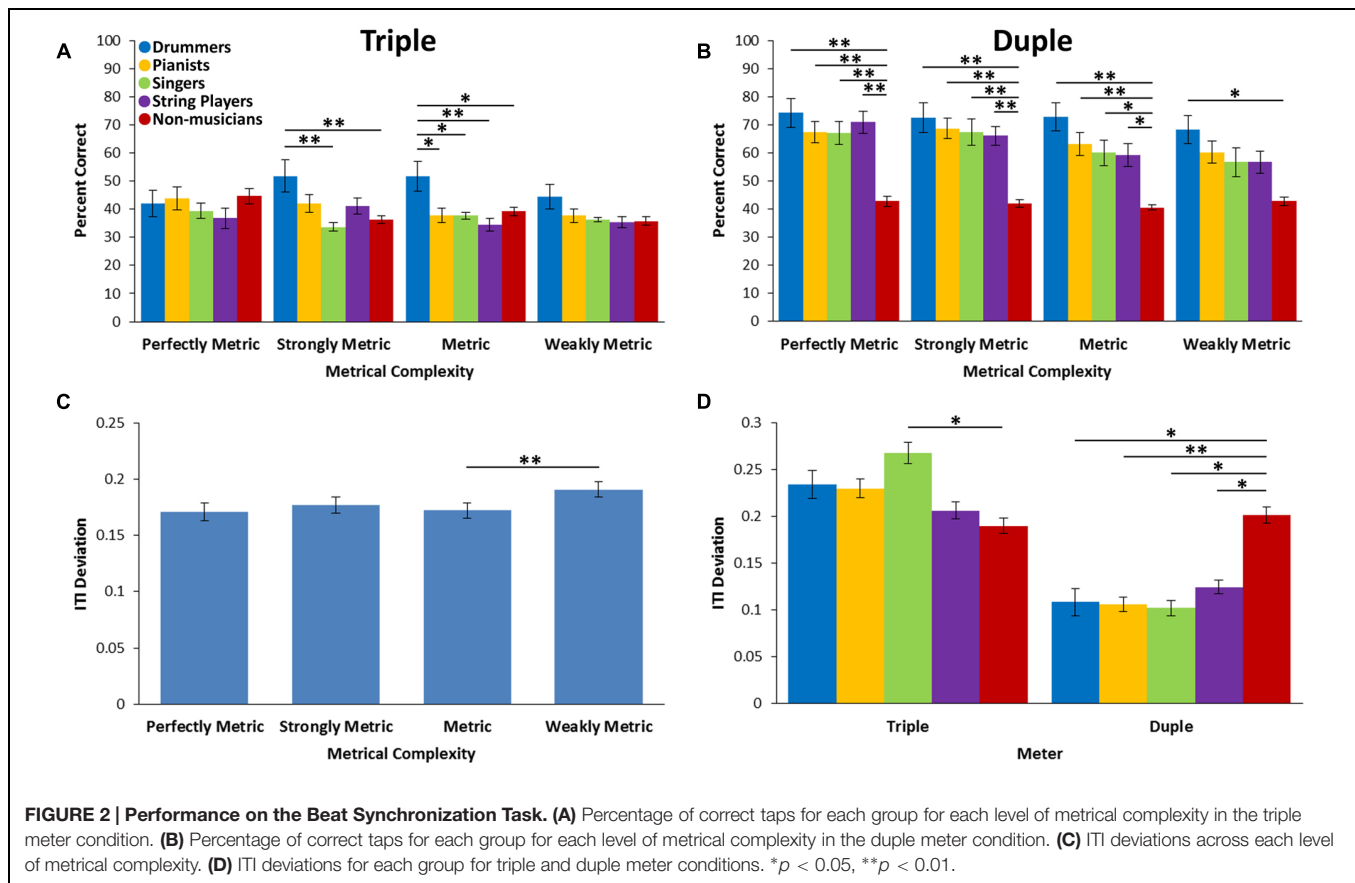 A
Triple
Drummers
Pianists
Singers
String Players
Non-musicians
Percent Correct
100
90
80
70
60
50
40
30
20
10
0
**
**
*
**
*
*
Perfectly Metric Strongly Metric Metric Weakly Metric
Metrical Complexity
B
Duple
Percent Correct
100
90
80
70
60
50
40
30
20
10
0
**
**
**
**
**
**
**
**
**
**
*
*
*
Perfectly Metric Strongly Metric Metric Weakly Metric
Metrical Complexity
C
ITI Deviation
0.25
0.2
0.15
0.1
0.05
0
**
Perfectly Metric Strongly Metric Metric Weakly Metric
Metrical Complexity
D
ITI Deviation
0.3
0.25
0.2
0.15
0.1
0.05
0
*
*
**
*
*
Triple Duple
Meter
FIGURE 2 | Performance on the Beat Synchronization Task. (A) Percentage of correct taps for each group for each level of metrical complexity in the triple
meter condition. (B) Percentage of correct taps for each group for each level of metrical complexity in the duple meter condition. (C) ITI deviations across each level
of metrical complexity. (D) ITI deviations for each group for triple and duple meter conditions. *p < 0.05, **p < 0.01.